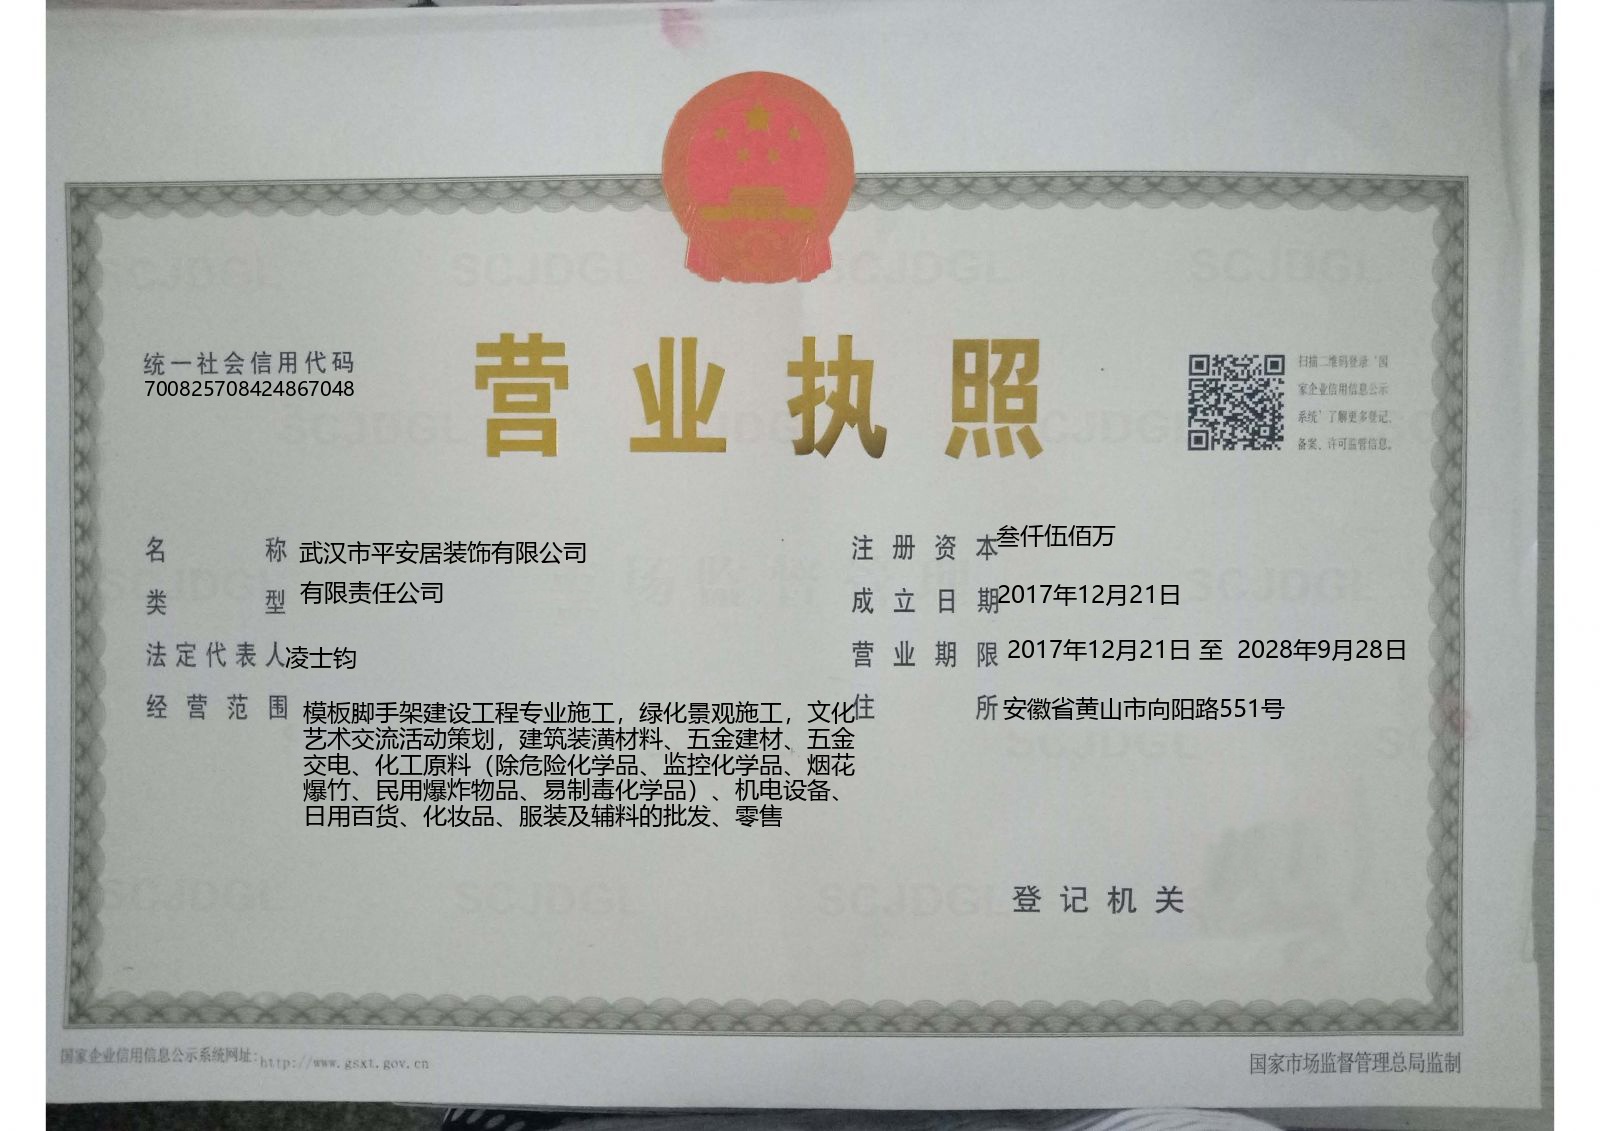 营业执照
统一社会信用代码
700825708424867048
扫描二维码登录‘国
家企业信用信息公示
系统’了解更多登记、
备案、许可监管信息。
名 称 武汉市平安居装饰有限公司
类 型 有限责任公司
法定代表人 凌士钧
经营范围 模板脚手架建设工程专业施工，绿化景观施工，文化
艺术交流活动策划，建筑装潢材料、五金建材、五金
交电、化工原料（除危险化学品、监控化学品、烟花
爆竹、民用爆炸物品、易制毒化学品）、机电设备、
日用百货、化妆品、服装及辅料的批发、零售
注册资本 叁仟伍佰万
成立日期 2017年12月21日
营业期限 2017年12月21日 至 2028年9月28日
住 所 安徽省黄山市向阳路551号
登记机关
国家企业信用信息公示系统网址：http://www.gsxt.gov.cn
国家市场监督管理总局监制